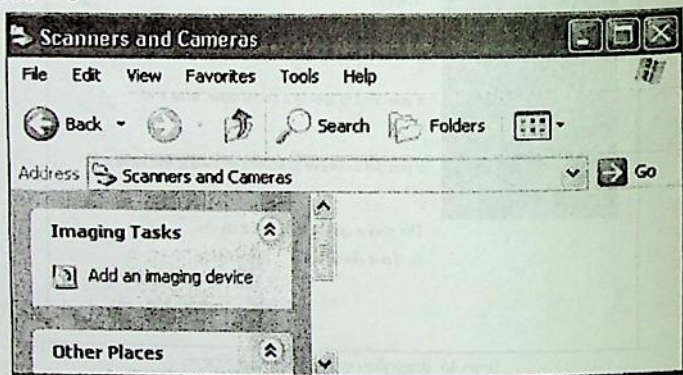 Scanners and Cameras
File Edit View Favorites Tools Help
Back Search Folders
Address Scanners and Cameras Go
Imaging Tasks
Add an imaging device
Other Places